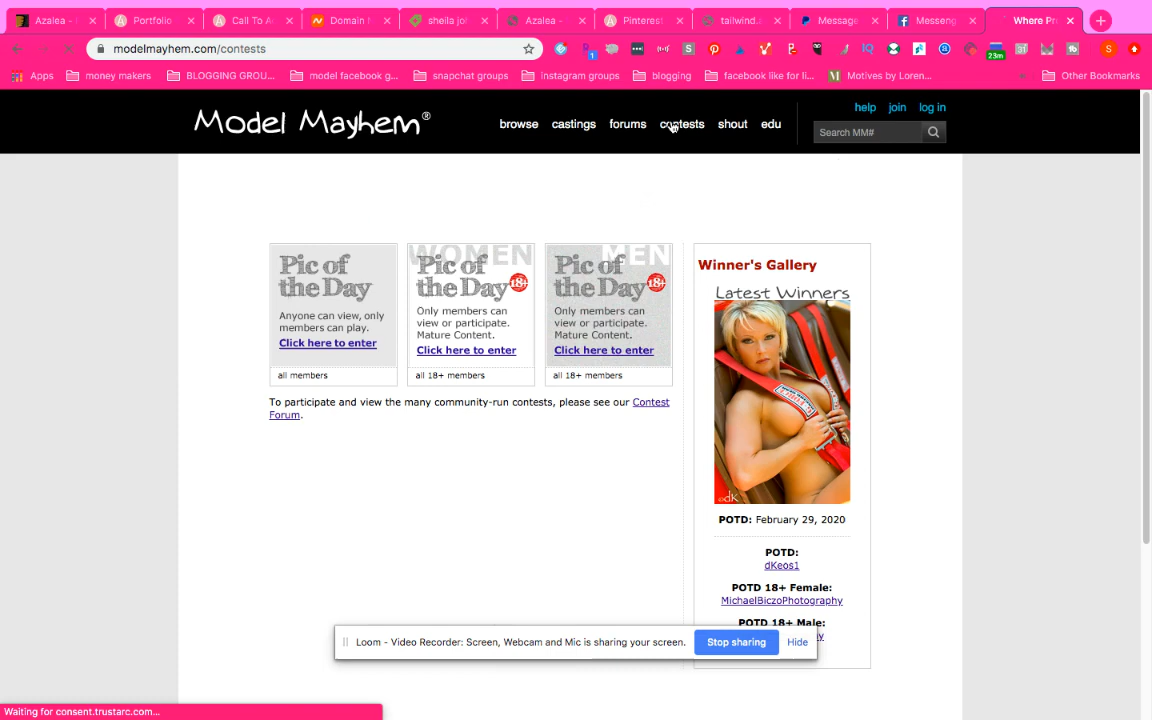 Azalea -
Portfolio
Call To A
Domain
sheila jo
Azalea -
Pinteres
tailwind.
Message
Messeng
Where Pr
modelmayhem.com/contests
23m
Apps
money makers
BLOGGING GROU...
model facebook g...
snapchat groups
instagram groups
blogging
facebook like for li...
Motives by Loren...
Other Bookmarks
Model Mayhem®
browse
castings
forums
contests
shout
edu
help
join
log in
Search MM#
Pic of
the Day
Anyone can view, only
members can play.
Click here to enter
all members
WOMEN
Pic of
the Day
18+
Only members can
view or participate.
Mature Content.
Click here to enter
all 18+ members
MEN
Pic of
the Day
18+
Only members can
view or participate.
Mature Content.
Click here to enter
all 18+ members
To participate and view the many community-run contests, please see our Contest
Forum.
Winner's Gallery
Latest Winners
dK
POTD: February 29, 2020
POTD:
dKeos1
POTD 18+ Female:
MichaelBiczoPhotography
POTD 18+ Male:
Loom - Video Recorder: Screen, Webcam and Mic is sharing your screen.
Stop sharing
Hide
Waiting for consent.trustarc.com...